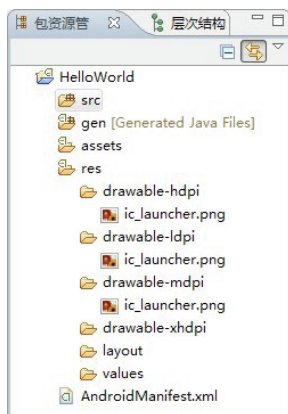 包资源管 层次结构
HelloWorld
src
gen [Generated Java Files]
assets
res
drawable-hdpi
ic_launcher.png
drawable-ldpi
ic_launcher.png
drawable-mdpi
ic_launcher.png
drawable-xhdpi
layout
values
AndroidManifest.xml